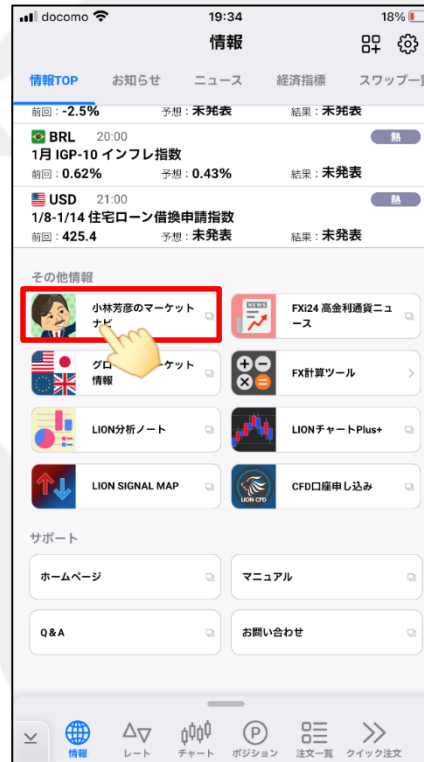 docomo 19:34 18%
情報
情報TOP お知らせ ニュース 経済指標 スワップ一覧
前回：-2.5% 予想：未発表 結果：未発表
BRL 20:00 熱
1月 IGP-10 インフレ指数
前回：0.62% 予想：0.43% 結果：未発表
USD 21:00 熱
1/8-1/14 住宅ローン借換申請指数
前回：425.4 予想：未発表 結果：未発表
その他情報
小林芳彦のマーケット
ナビ
NEWS
FXi24 高金利通貨ニュ
ース
グロ ーケット
情報
FX計算ツール
LION分析ノート
LIONチャートPlus+
LION SIGNAL MAP
LION CFD
CFD口座申し込み
サポート
ホームページ
マニュアル
Q&A
お問い合わせ
情報 レート チャート P ポジション 注文一覧 クイック注文